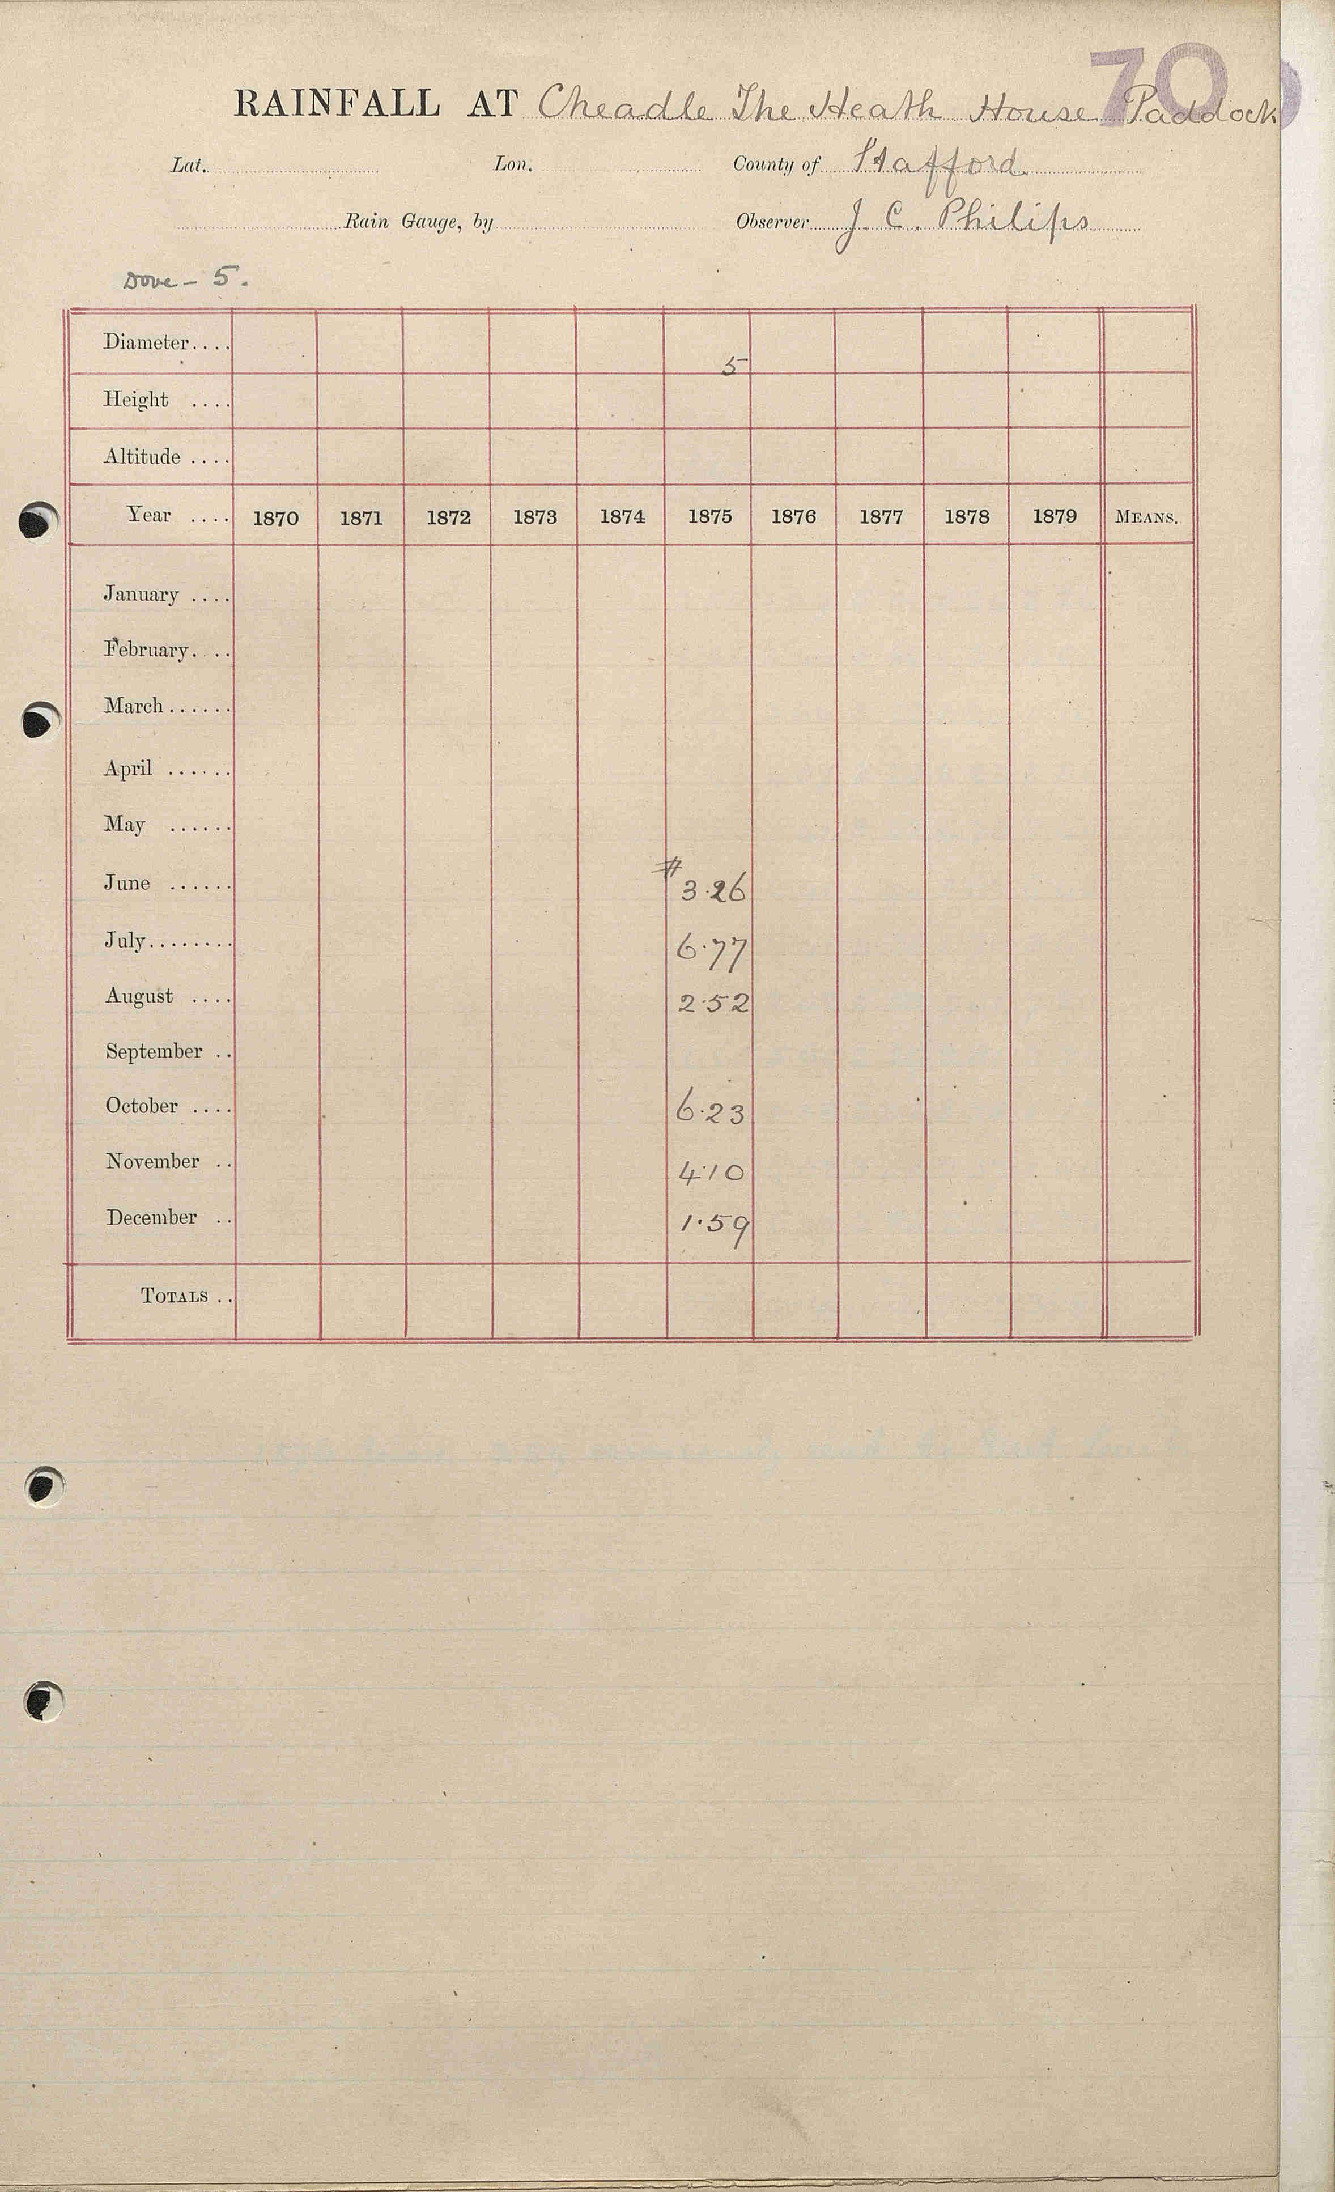 70
RAINFALL AT Cheadle The Heath House Paddock
Lat. Lon. County of Stafford
Rain Gauge, by Observer J. C. Philips
Dove - 5.
Diameter.... 5
Height ....
Altitude ....
Year .... 1870 1871 1872 1873 1874 1875 1876 1877 1878 1879 MEANS.
January ....
February. ..
March......
April ......
May ......
June ...... # 3.26
July........ 6.77
August .... 2.52
September ..
October .... 6.23
November .. 4.10
December .. 1.59
TOTALS ..